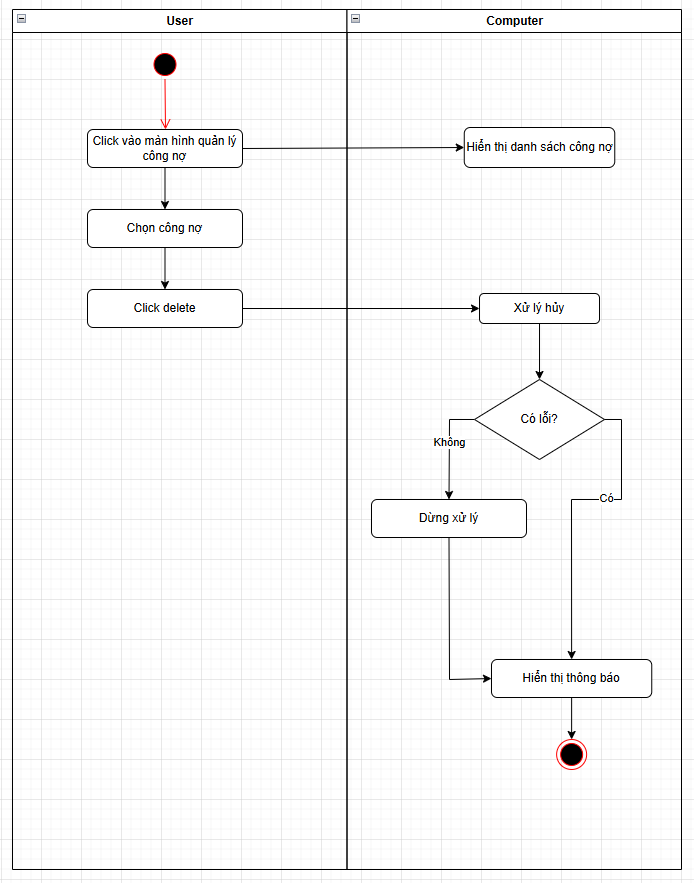 User
Computer
Click vào màn hình quản lý
công nợ
Hiển thị danh sách công nợ
Chọn công nợ
Click delete
Xử lý hủy
Có lỗi?
Không
Có
Dừng xử lý
Hiển thị thông báo